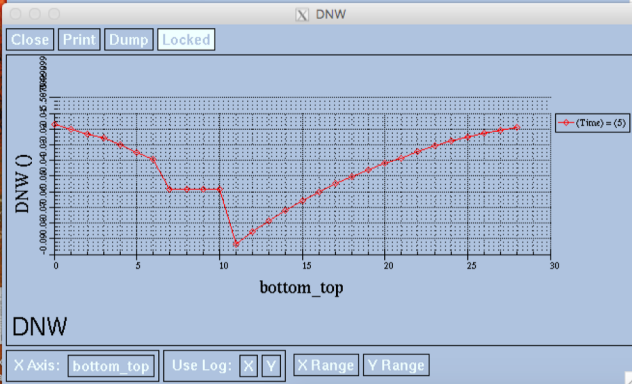 DNW
Close Print Dump Locked
(Time) = (5)
DNW ()
0 5 10 15 20 25 30
bottom_top
DNW
X Axis: bottom_top Use Log: X Y X Range Y Range